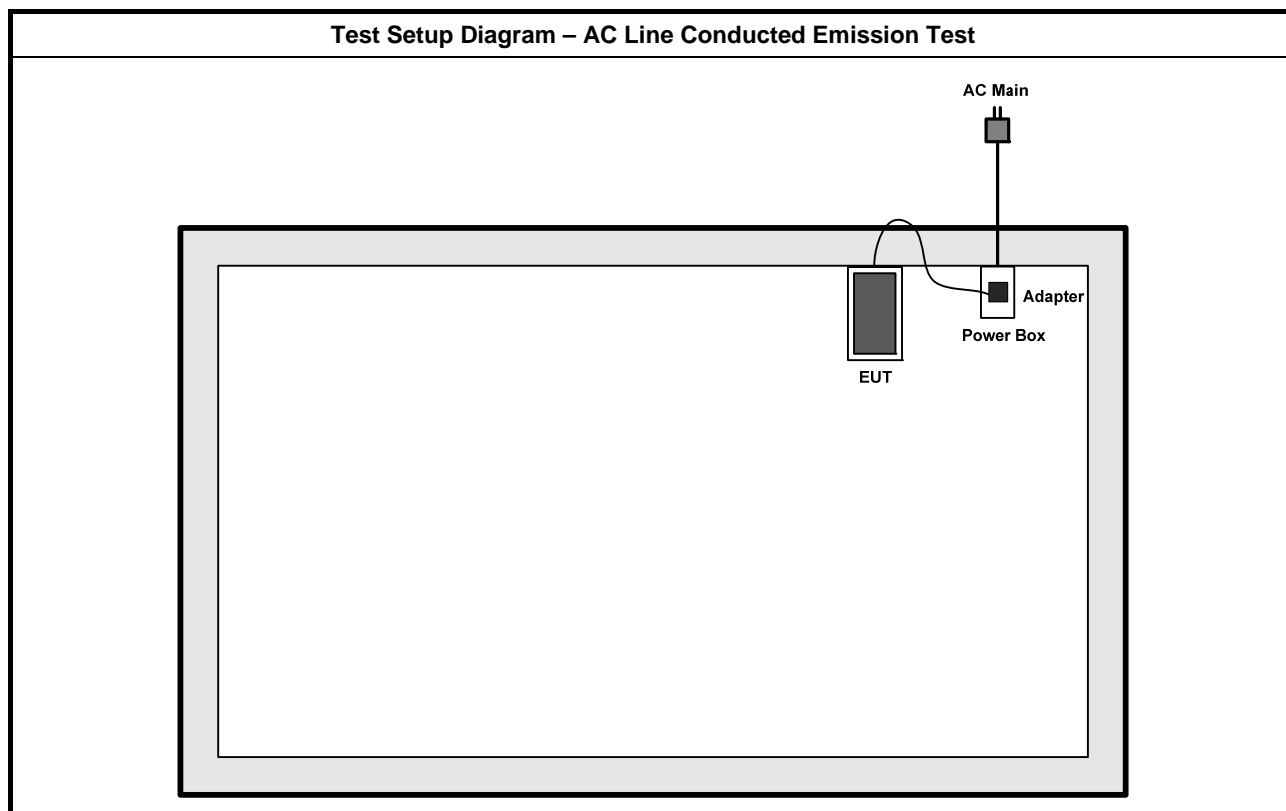 Test Setup Diagram – AC Line Conducted Emission Test
AC Main
Adapter
Power Box
EUT